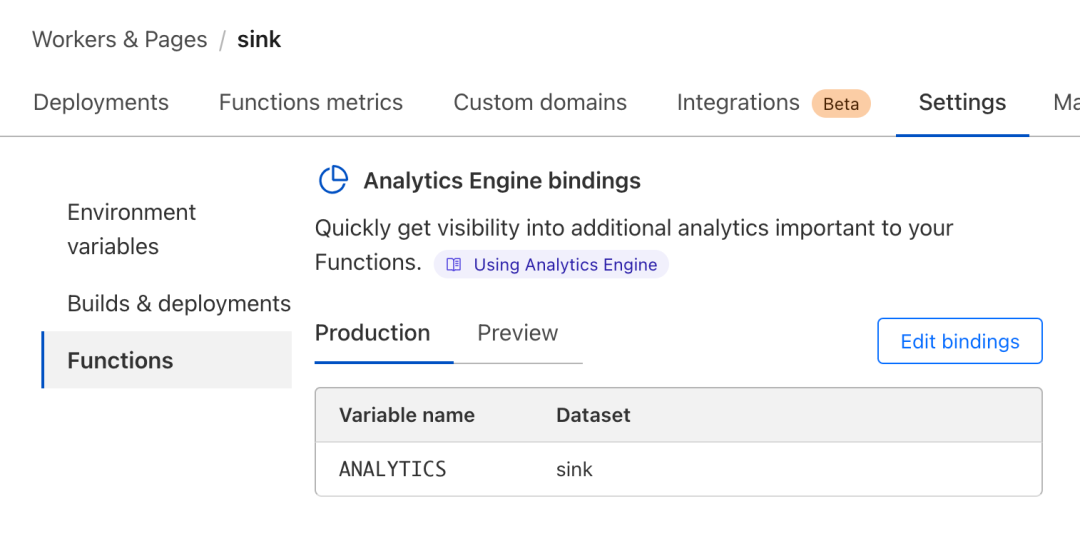 Workers & Pages / sink
Deployments Functions metrics Custom domains Integrations Beta Settings Ma
Environment
variables
Builds & deployments
Functions
Analytics Engine bindings
Quickly get visibility into additional analytics important to your
Functions. Using Analytics Engine
Production Preview
Edit bindings
Variable name Dataset
ANALYTICS sink